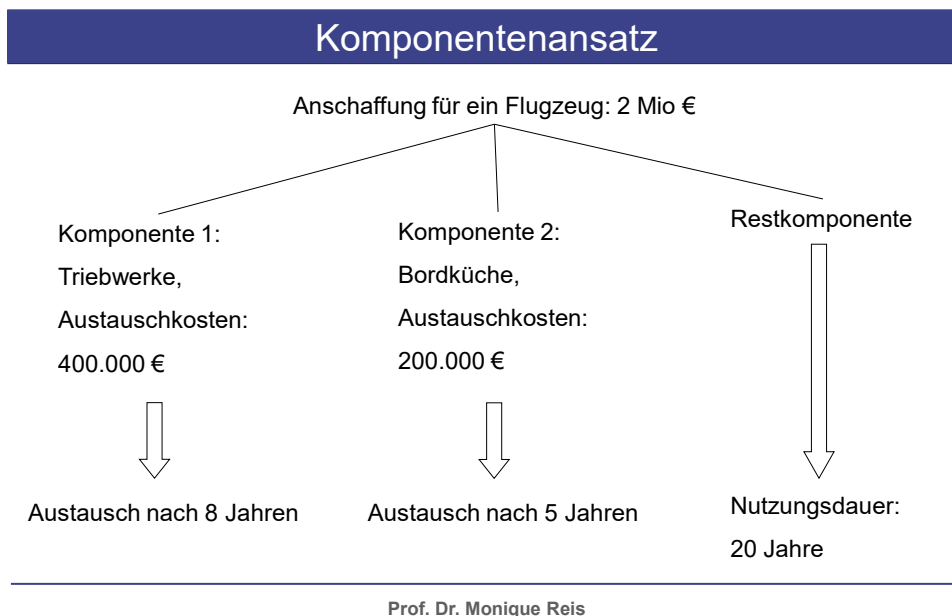 Komponentenansatz
Anschaffung für ein Flugzeug: 2 Mio €
Komponente 1:
Triebwerke,
Austauschkosten:
400.000 €
Austausch nach 8 Jahren
Komponente 2:
Bordküche,
Austauschkosten:
200.000 €
Austausch nach 5 Jahren
Restkomponente
Nutzungsdauer:
20 Jahre
Prof. Dr. Monique Reis